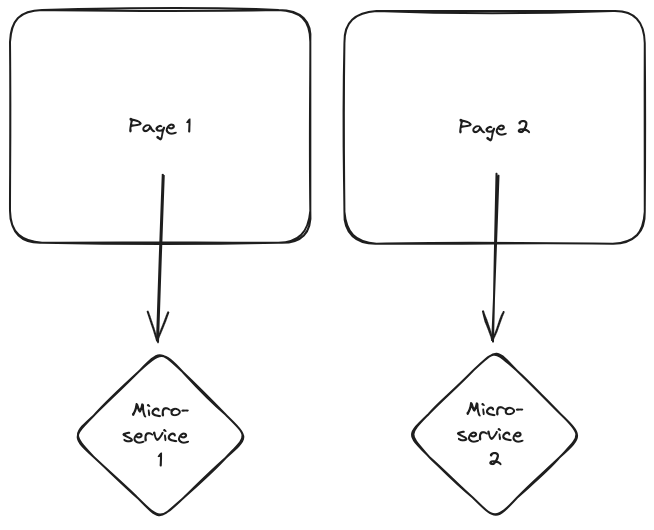 Page 1
Page 2
Micro-
service
1
Micro-
service
2